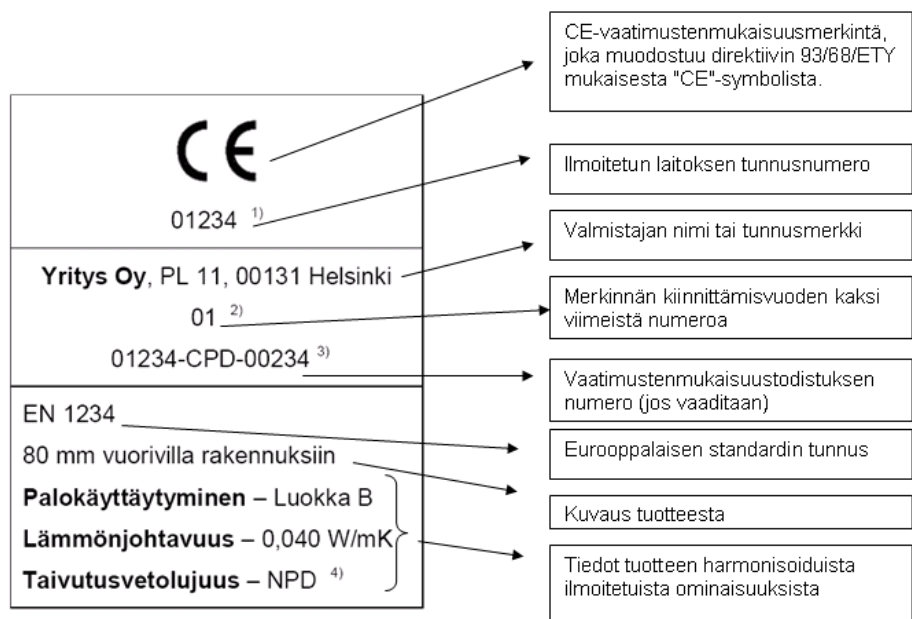 CE
01234 1)
Yritys Oy, PL 11, 00131 Helsinki
01 2)
01234-CPD-00234 3)
EN 1234
80 mm vuorivilla rakennuksiin
Palokäyttäytyminen – Luokka B
Lämmönjohtavuus – 0,040 W/mK
Taivutusvetolujuus – NPD 4)
CE-vaatimustenmukaisuusmerkintä,
joka muodostuu direktiivin 93/68/ETY
mukaisesta "CE"-symbolista.
Ilmoitetun laitoksen tunnusnumero
Valmistajan nimi tai tunnusmerkki
Merkinnän kiinnittämisvuoden kaksi
viimeistä numeroa
Vaatimustenmukaisuustodistuksen
numero (jos vaaditaan)
Eurooppalaisen standardin tunnus
Kuvaus tuotteesta
Tiedot tuotteen harmonisoiduista
ilmoitetuista ominaisuuksista